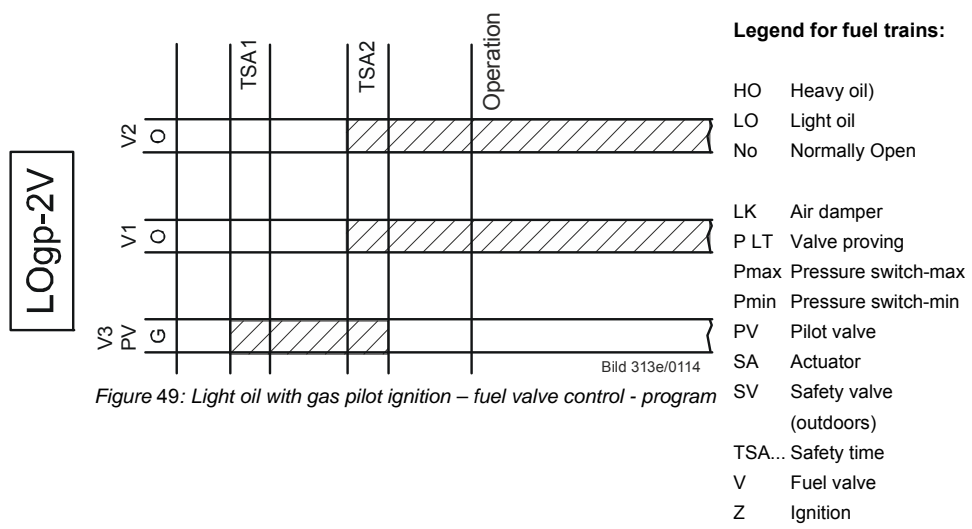 TSA1
TSA2
Operation
LOgp-2V
V2
O
V1
O
V3
PV
G
Bild 313e/0114
Figure 49: Light oil with gas pilot ignition – fuel valve control - program
Legend for fuel trains:
HO Heavy oil)
LO Light oil
No Normally Open
LK Air damper
P LT Valve proving
Pmax Pressure switch-max
Pmin Pressure switch-min
PV Pilot valve
SA Actuator
SV Safety valve
(outdoors)
TSA... Safety time
V Fuel valve
Z Ignition